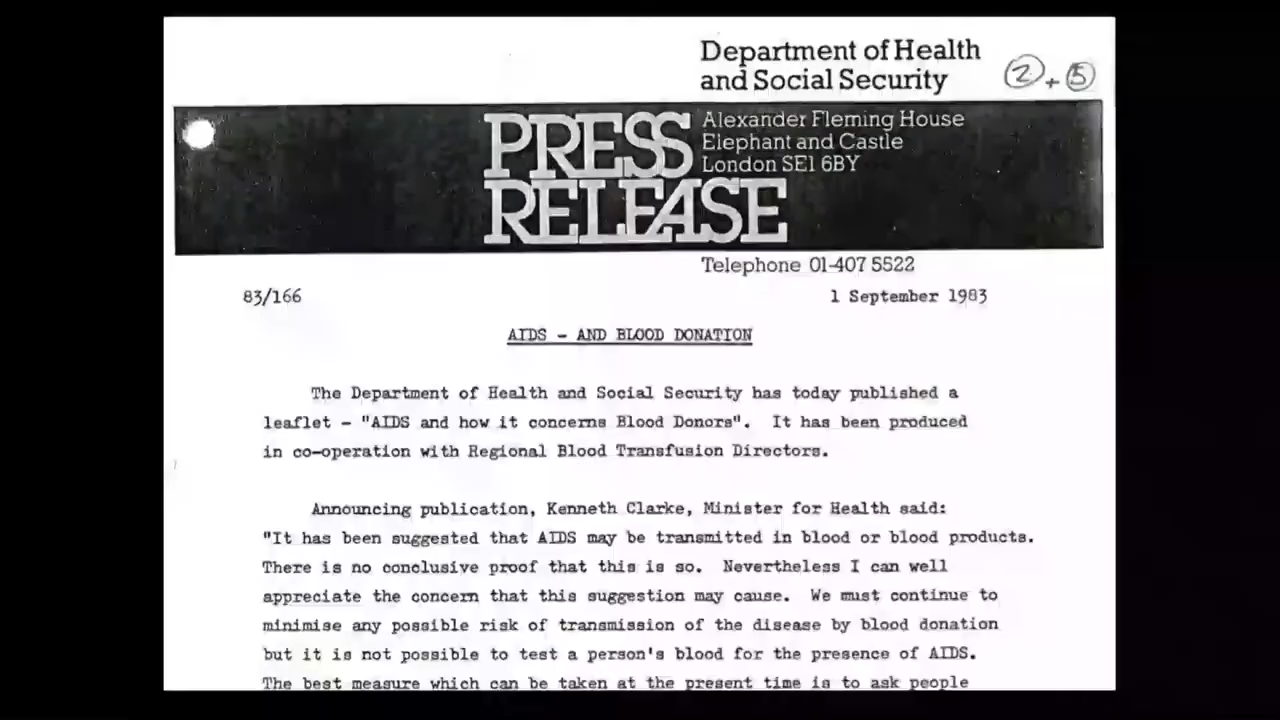 Department of Health
and Social Security
2 + 5
PRESS
RELEASE
Alexander Fleming House
Elephant and Castle
London SE1 6BY
Telephone 01-407 5522
83/166
1 September 1983
AIDS - AND BLOOD DONATION
The Department of Health and Social Security has today published a
leaflet - "AIDS and how it concerns Blood Donors". It has been produced
in co-operation with Regional Blood Transfusion Directors.
Announcing publication, Kenneth Clarke, Minister for Health said:
"It has been suggested that AIDS may be transmitted in blood or blood products.
There is no conclusive proof that this is so. Nevertheless I can well
appreciate the concern that this suggestion may cause. We must continue to
minimise any possible risk of transmission of the disease by blood donation
but it is not possible to test a person's blood for the presence of AIDS.
The best measure which can be taken at the present time is to ask people